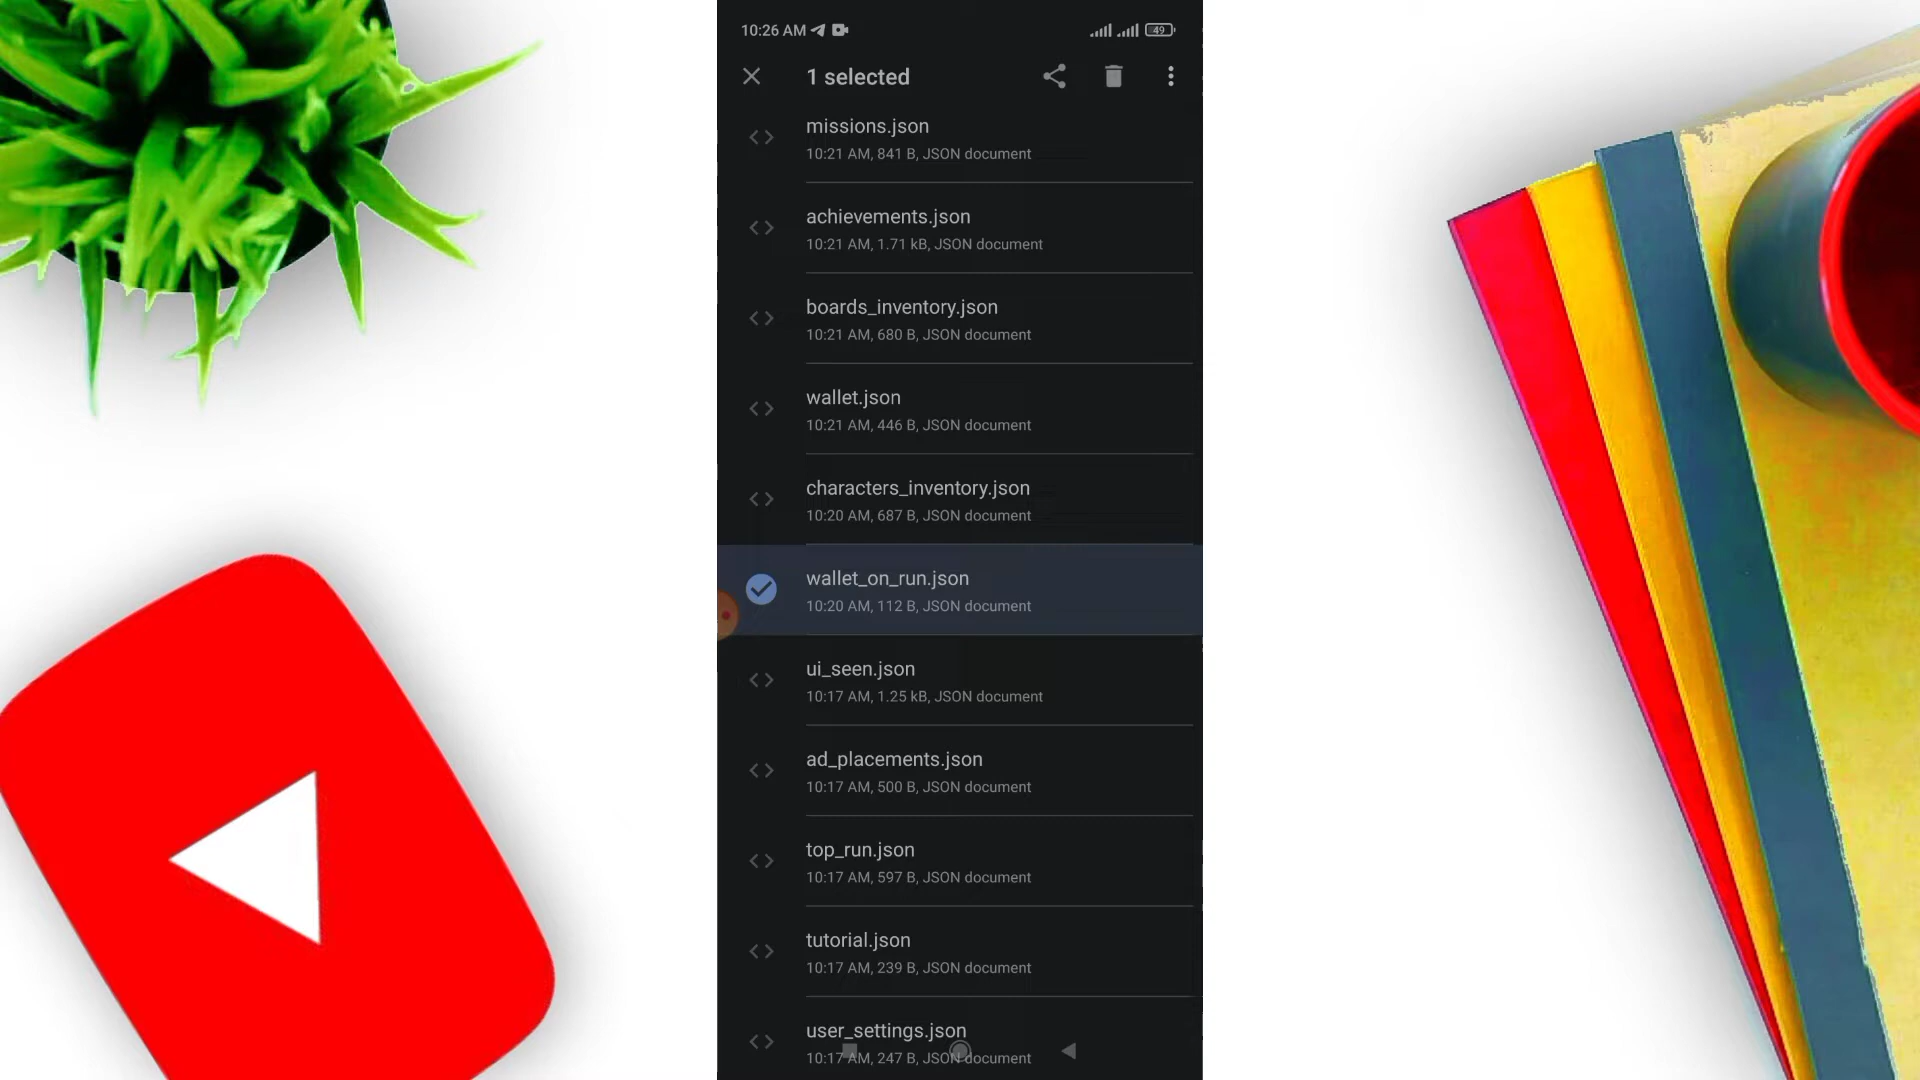 10:26 AM
49
1 selected
missions.json
10:21 AM, 841 B, JSON document
achievements.json
10:21 AM, 1.71 kB, JSON document
boards_inventory.json
10:21 AM, 680 B, JSON document
wallet.json
10:21 AM, 446 B, JSON document
characters_inventory.json
10:20 AM, 687 B, JSON document
wallet_on_run.json
10:20 AM, 112 B, JSON document
ui_seen.json
10:17 AM, 1.25 kB, JSON document
ad_placements.json
10:17 AM, 500 B, JSON document
top_run.json
10:17 AM, 597 B, JSON document
tutorial.json
10:17 AM, 239 B, JSON document
user_settings.json
10:17 AM, 247 B, JSON document